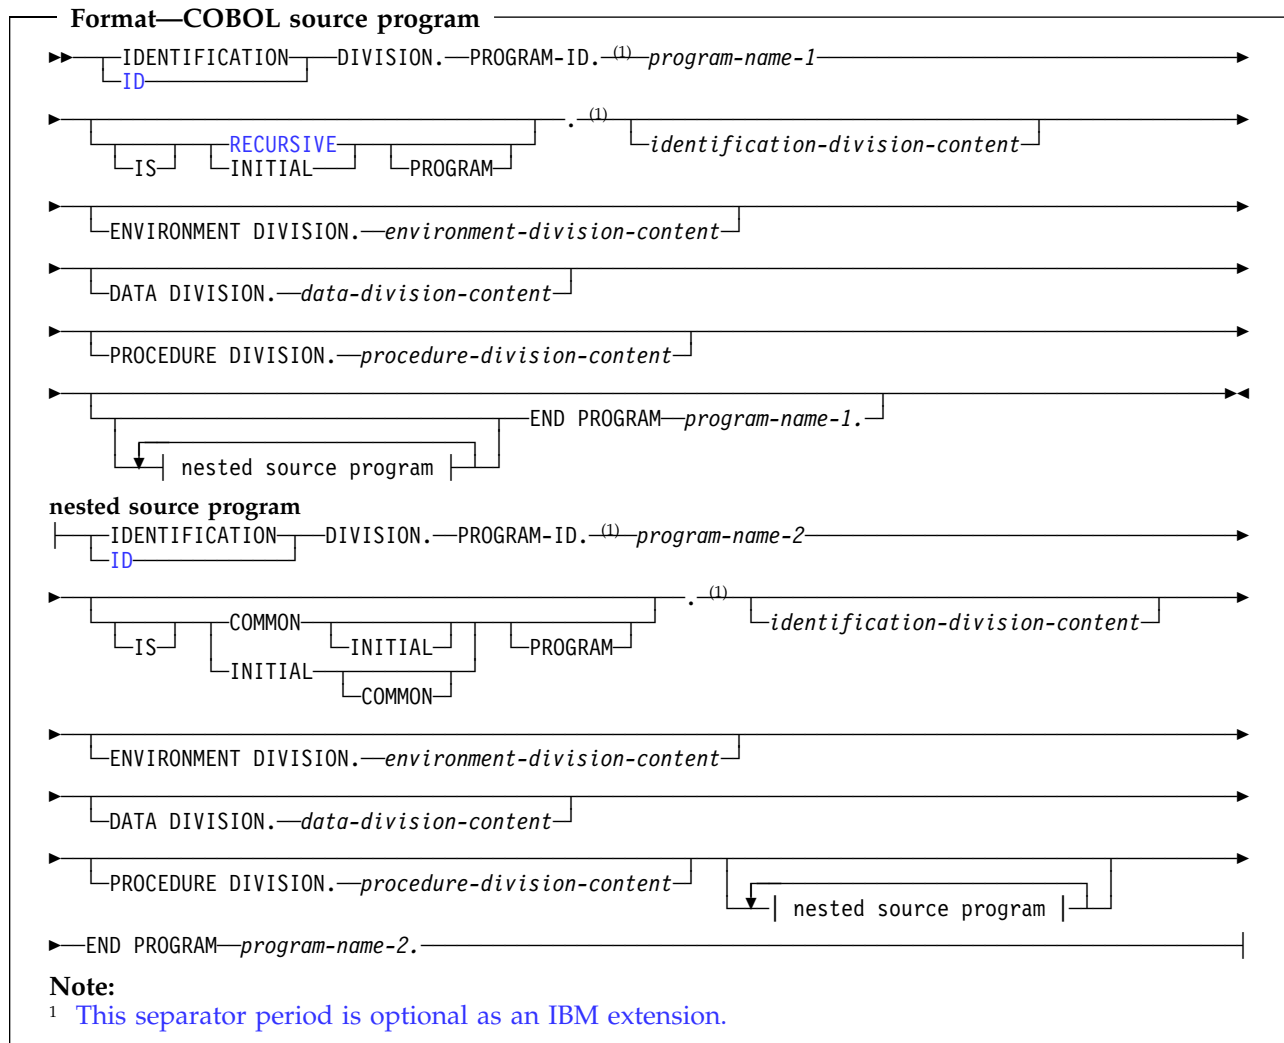 Format—COBOL source program
IDENTIFICATION DIVISION. PROGRAM-ID. (1) program-name-1
ID
. (1)
RECURSIVE identification-division-content
IS INITIAL PROGRAM
ENVIRONMENT DIVISION. environment-division-content
DATA DIVISION. data-division-content
PROCEDURE DIVISION. procedure-division-content
END PROGRAM program-name-1.
nested source program
nested source program
IDENTIFICATION DIVISION. PROGRAM-ID. (1) program-name-2
ID
. (1)
COMMON identification-division-content
IS INITIAL PROGRAM
INITIAL
COMMON
ENVIRONMENT DIVISION. environment-division-content
DATA DIVISION. data-division-content
PROCEDURE DIVISION. procedure-division-content
nested source program
END PROGRAM program-name-2.
Note:
1 This separator period is optional as an IBM extension.